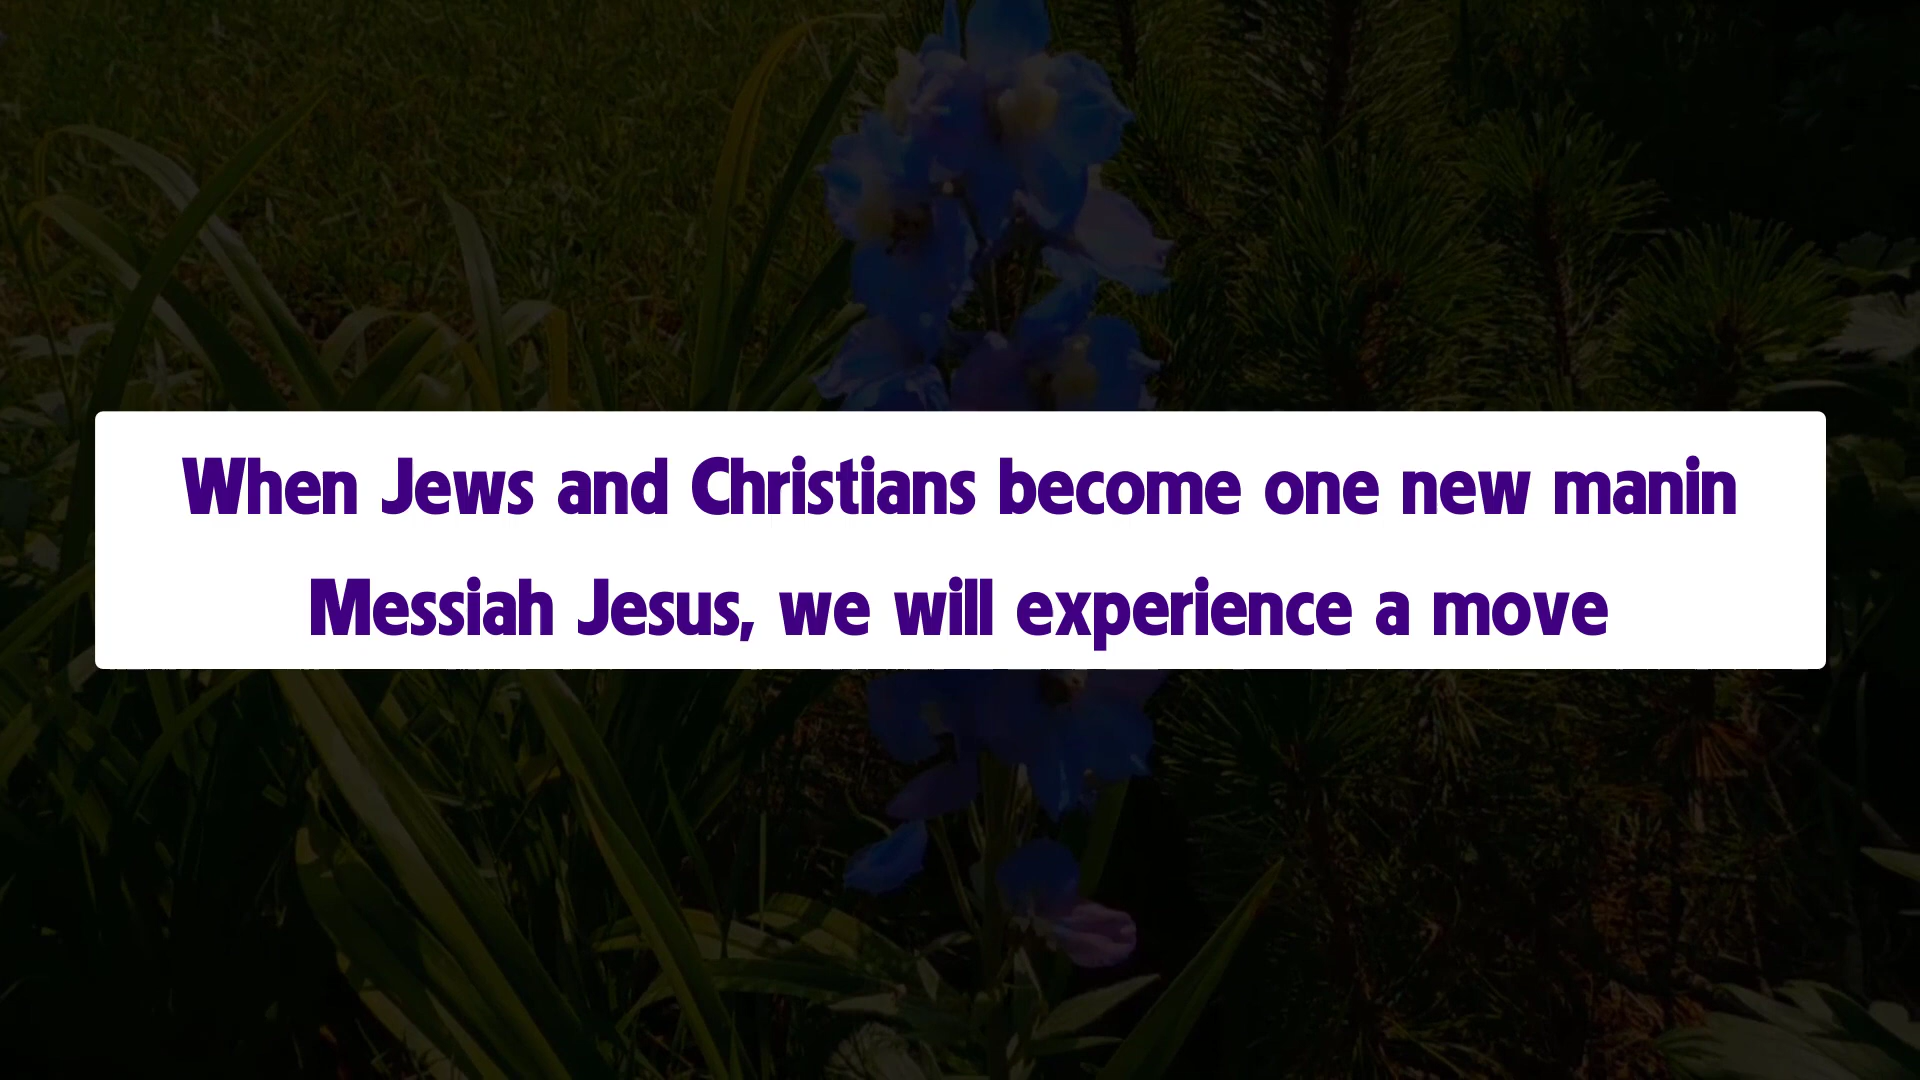 When Jews and Christians become one new manin
Messiah Jesus, we will experience a move